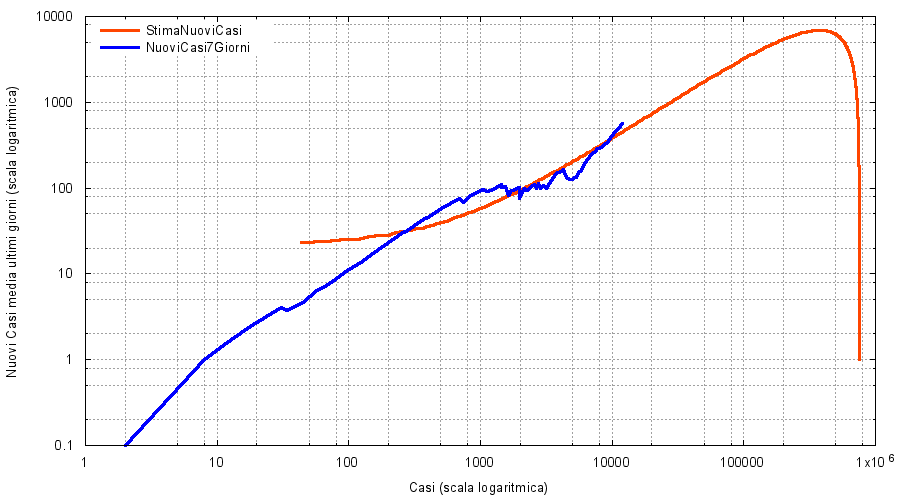 StimaNuoviCasi
NuoviCasi7Giorni
Nuovi Casi media ultimi giorni (scala logaritmica)
10000
1000
100
10
1
0.1
1 10 100 1000 10000 100000 1x10 6
Casi (scala logaritmica)